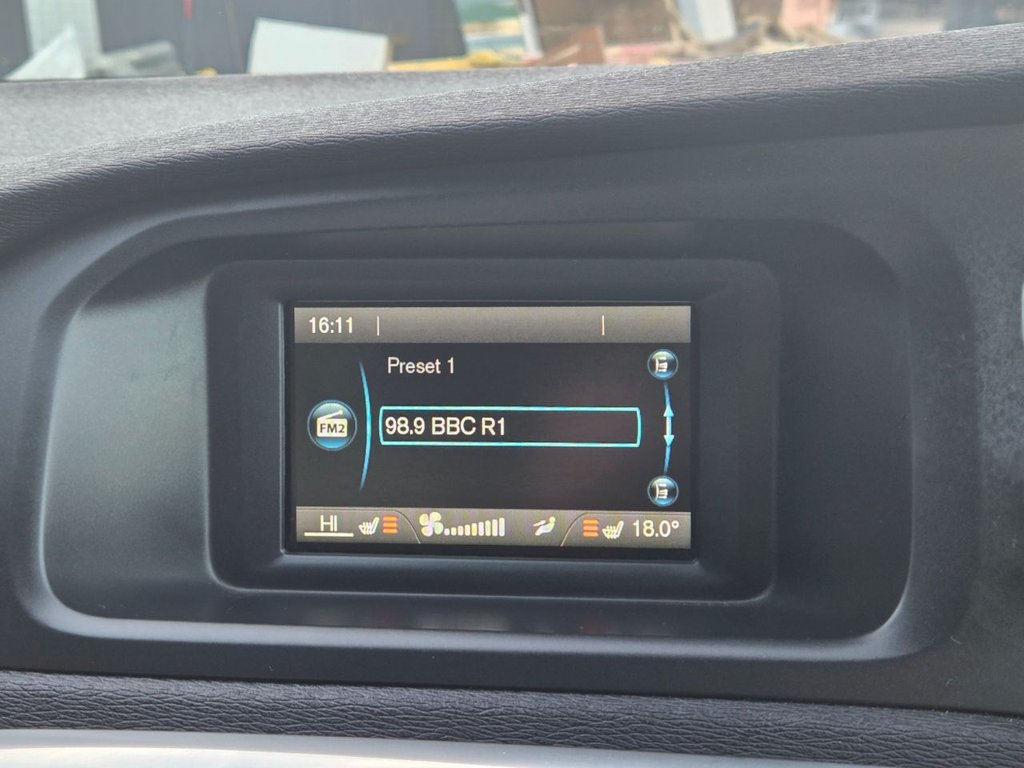 16:11
Preset 1
FM2
98.9 BBC R1
HI
18.0°